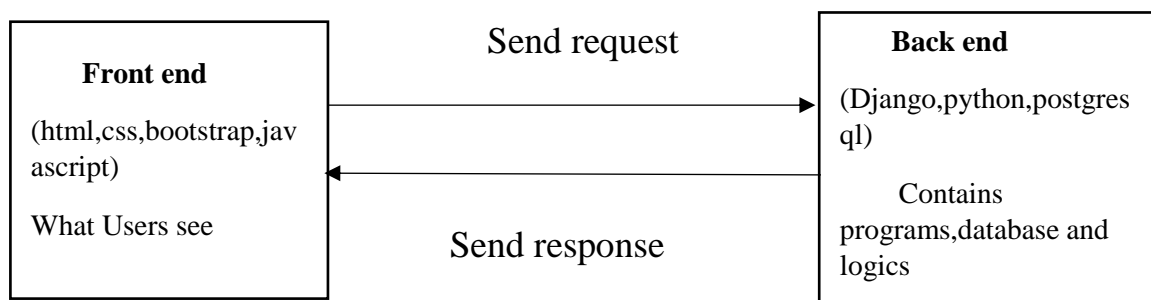 Front end
(html,css,bootstrap,jav
ascript)
What Users see
Send request
Send response
Back end
(Django,python,postgres
ql)
Contains
programs,database and
logics